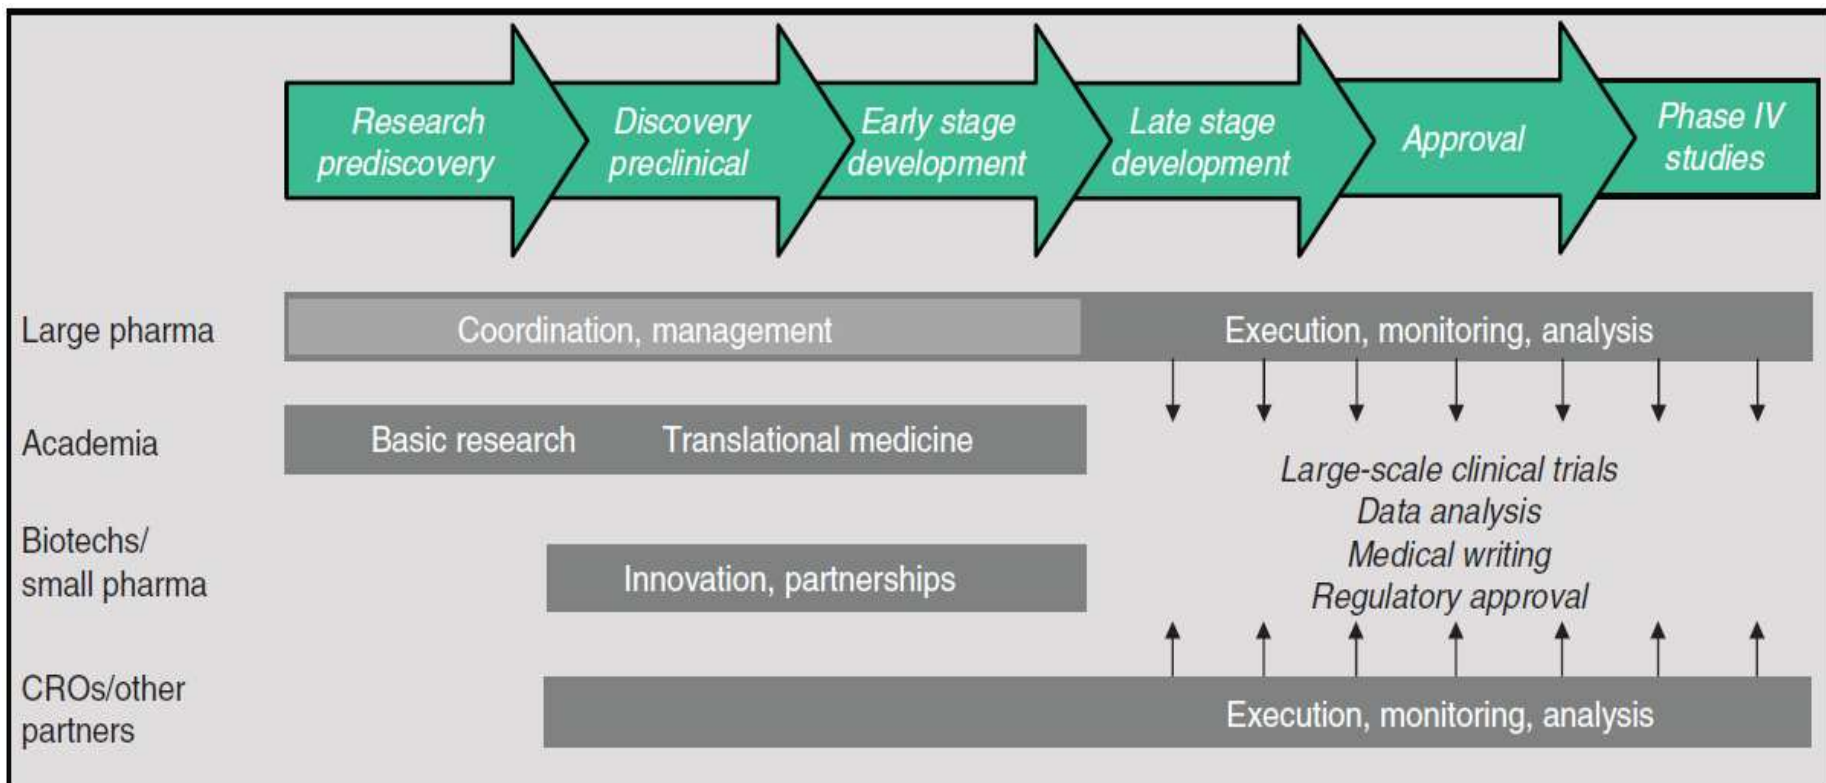 Research
prediscovery
Discovery
preclinical
Early stage
development
Late stage
development
Approval
Phase IV
studies
Large pharma
Coordination, management
Execution, monitoring, analysis
Academia
Basic research
Translational medicine
Large-scale clinical trials
Data analysis
Medical writing
Regulatory approval
Biotechs/
small pharma
Innovation, partnerships
CROs/other
partners
Execution, monitoring, analysis